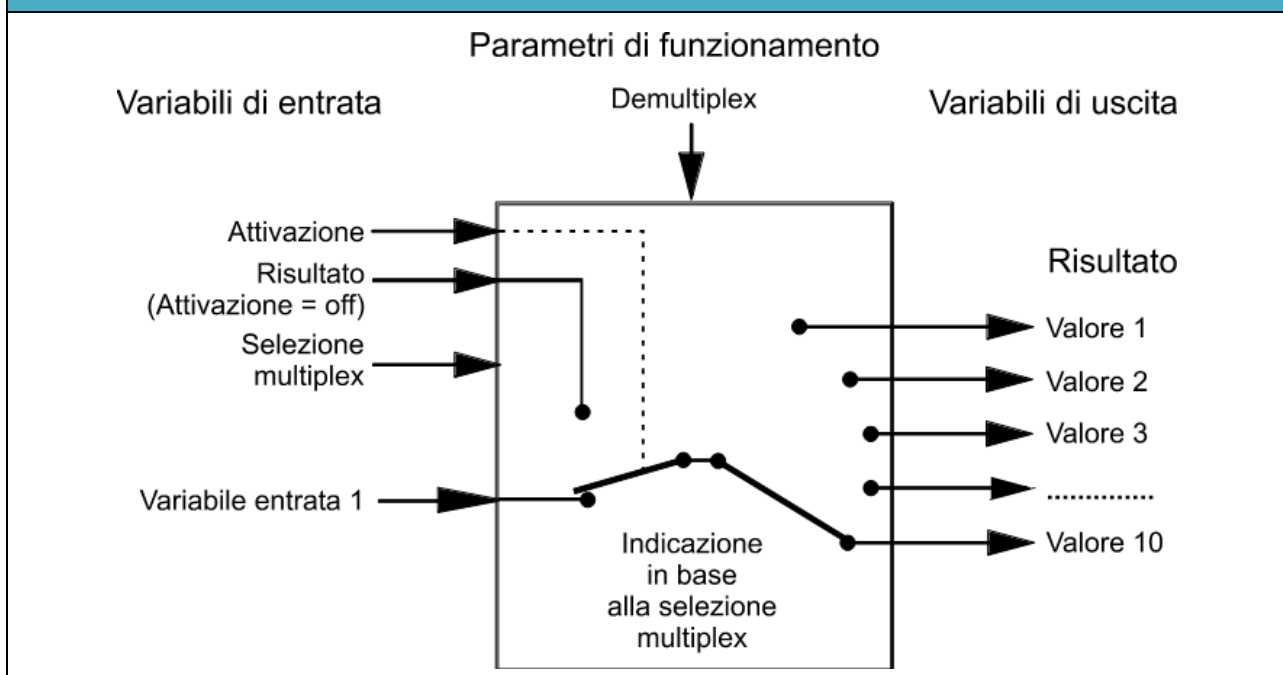 Parametri di funzionamento
Variabili di entrata
Demultiplex
Variabili di uscita
Attivazione
Risultato
(Attivazione = off)
Selezione
multiplex
Variabile entrata 1
Indicazione
in base
alla selezione
multiplex
Risultato
Valore 1
Valore 2
Valore 3
..............
Valore 10